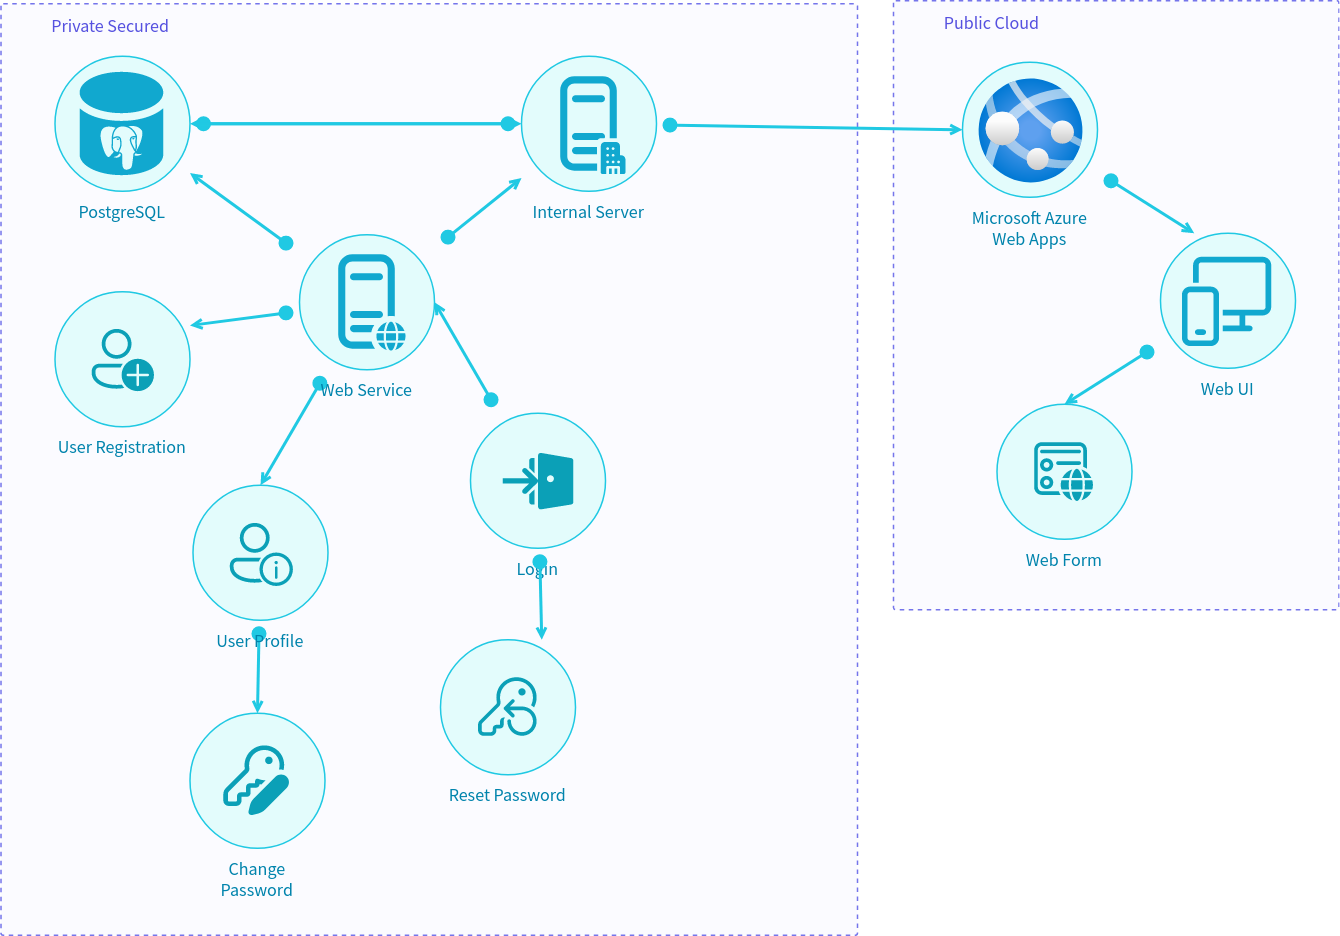 Private Secured
Public Cloud
PostgreSQL
Internal Server
Microsoft Azure
Web Apps
Web Service
Web UI
User Registration
Login
Web Form
User Profile
Reset Password
Change
Password